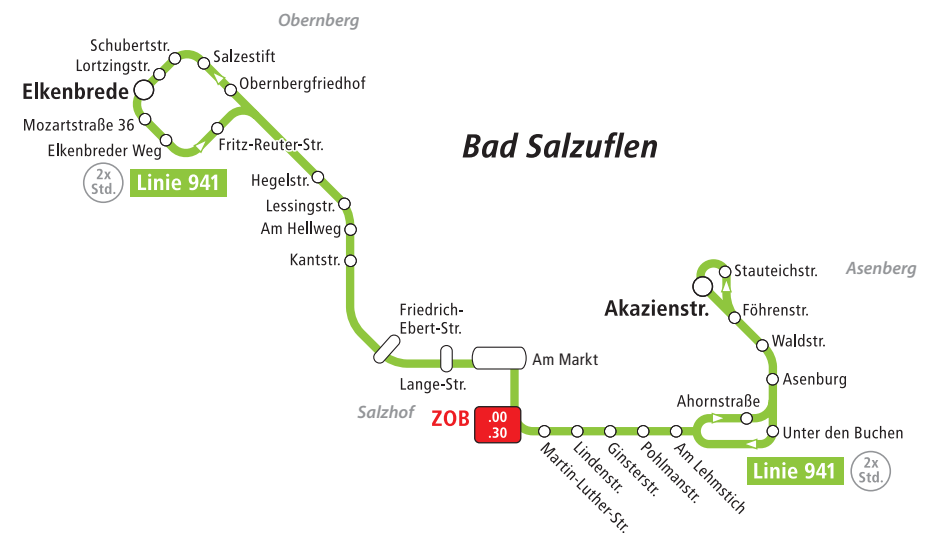 Obernberg
Schubertstr.
Lortzingstr.
Salzestift
Elkenbrede
Obernbergfriedhof
Mozartstraße 36
Elkenbreder Weg
Fritz-Reuter-Str.
2x
Std.
Linie 941
Bad Salzuflen
Hegelstr.
Lessingstr.
Am Hellweg
Kantstr.
Stauteichstr.
Asenberg
Akazienstr.
Föhrenstr.
Friedrich-
Ebert-Str.
Waldstr.
Am Markt
Lange-Str.
Asenburg
Ahornstraße
Salzhof
ZOB
.00
.30
Unter den Buchen
Martin-Luther-Str.
Lindenstr.
Ginsterstr.
Pohlmanstr.
Am Lehmstich
Linie 941
2x
Std.